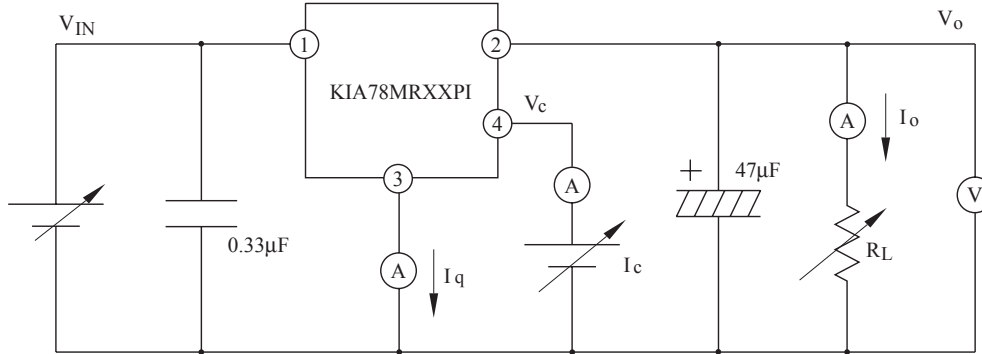 V_IN
V_o
1
2
KIA78MRXXPI
V_c
4
A
I_o
3
+
47μF
A
V
0.33μF
R_L
A
I_q
I_c